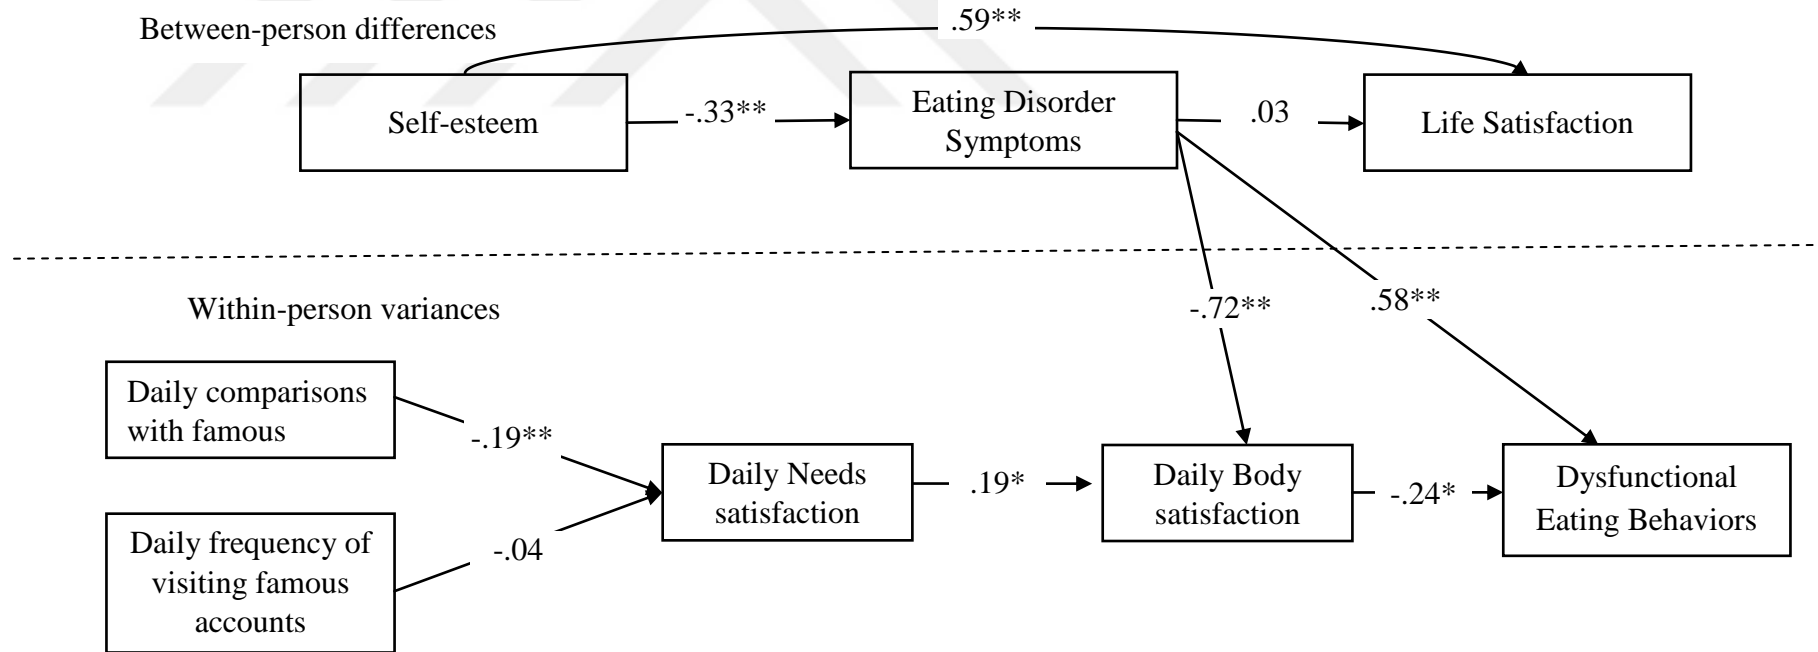 Between-person differences
.59**
Self-esteem
-.33**
Eating Disorder
Symptoms
.03
Life Satisfaction
-.72**
.58**
Within-person variances
Daily comparisons
with famous
-.19**
Daily Needs
satisfaction
.19*
Daily Body
satisfaction
-.24*
Dysfunctional
Eating Behaviors
Daily frequency of
visiting famous
accounts
-.04